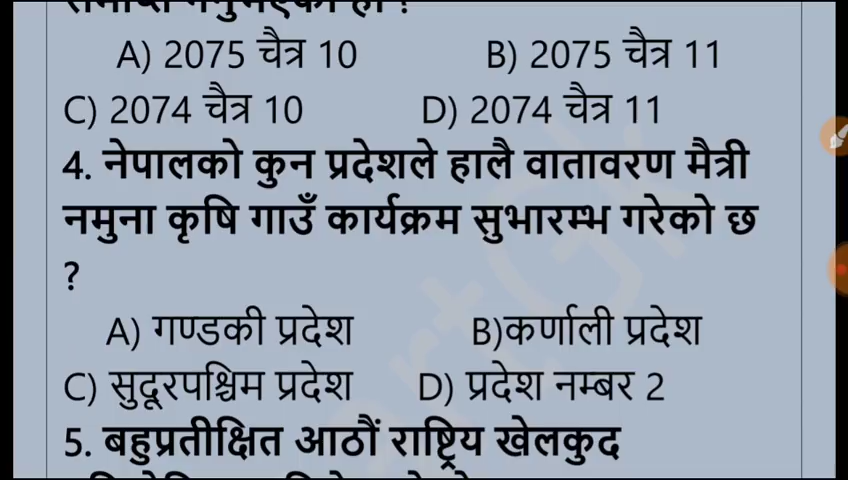 A) 2075 चैत्र 10 B) 2075 चैत्र 11
C) 2074 चैत्र 10 D) 2074 चैत्र 11
4. नेपालको कुन प्रदेशले हालै वातावरण मैत्री
नमुना कृषि गाउँ कार्यक्रम सुभारम्भ गरेको छ
?
A) गण्डकी प्रदेश B)कर्णाली प्रदेश
C) सुदूरपश्चिम प्रदेश D) प्रदेश नम्बर 2
5. बहुप्रतीक्षित आठौं राष्ट्रिय खेलकुद